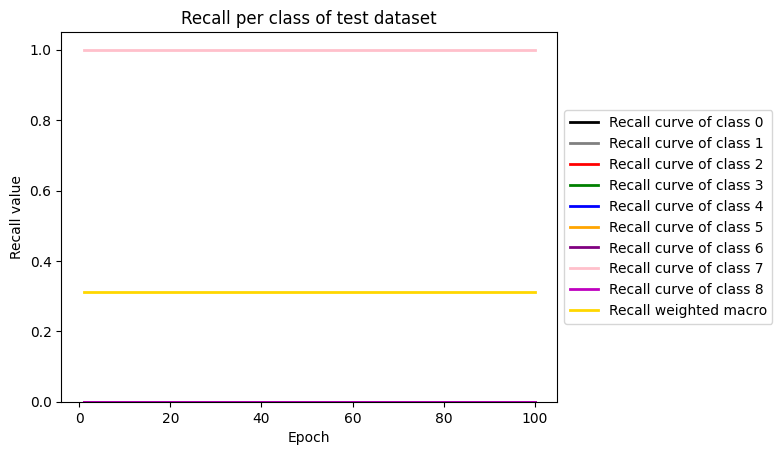 Recall per class of test dataset
Recall value
1.0
0.8
0.6
0.4
0.2
0.0
0
20
40
60
80
100
Epoch
Recall curve of class 0
Recall curve of class 1
Recall curve of class 2
Recall curve of class 3
Recall curve of class 4
Recall curve of class 5
Recall curve of class 6
Recall curve of class 7
Recall curve of class 8
Recall weighted macro